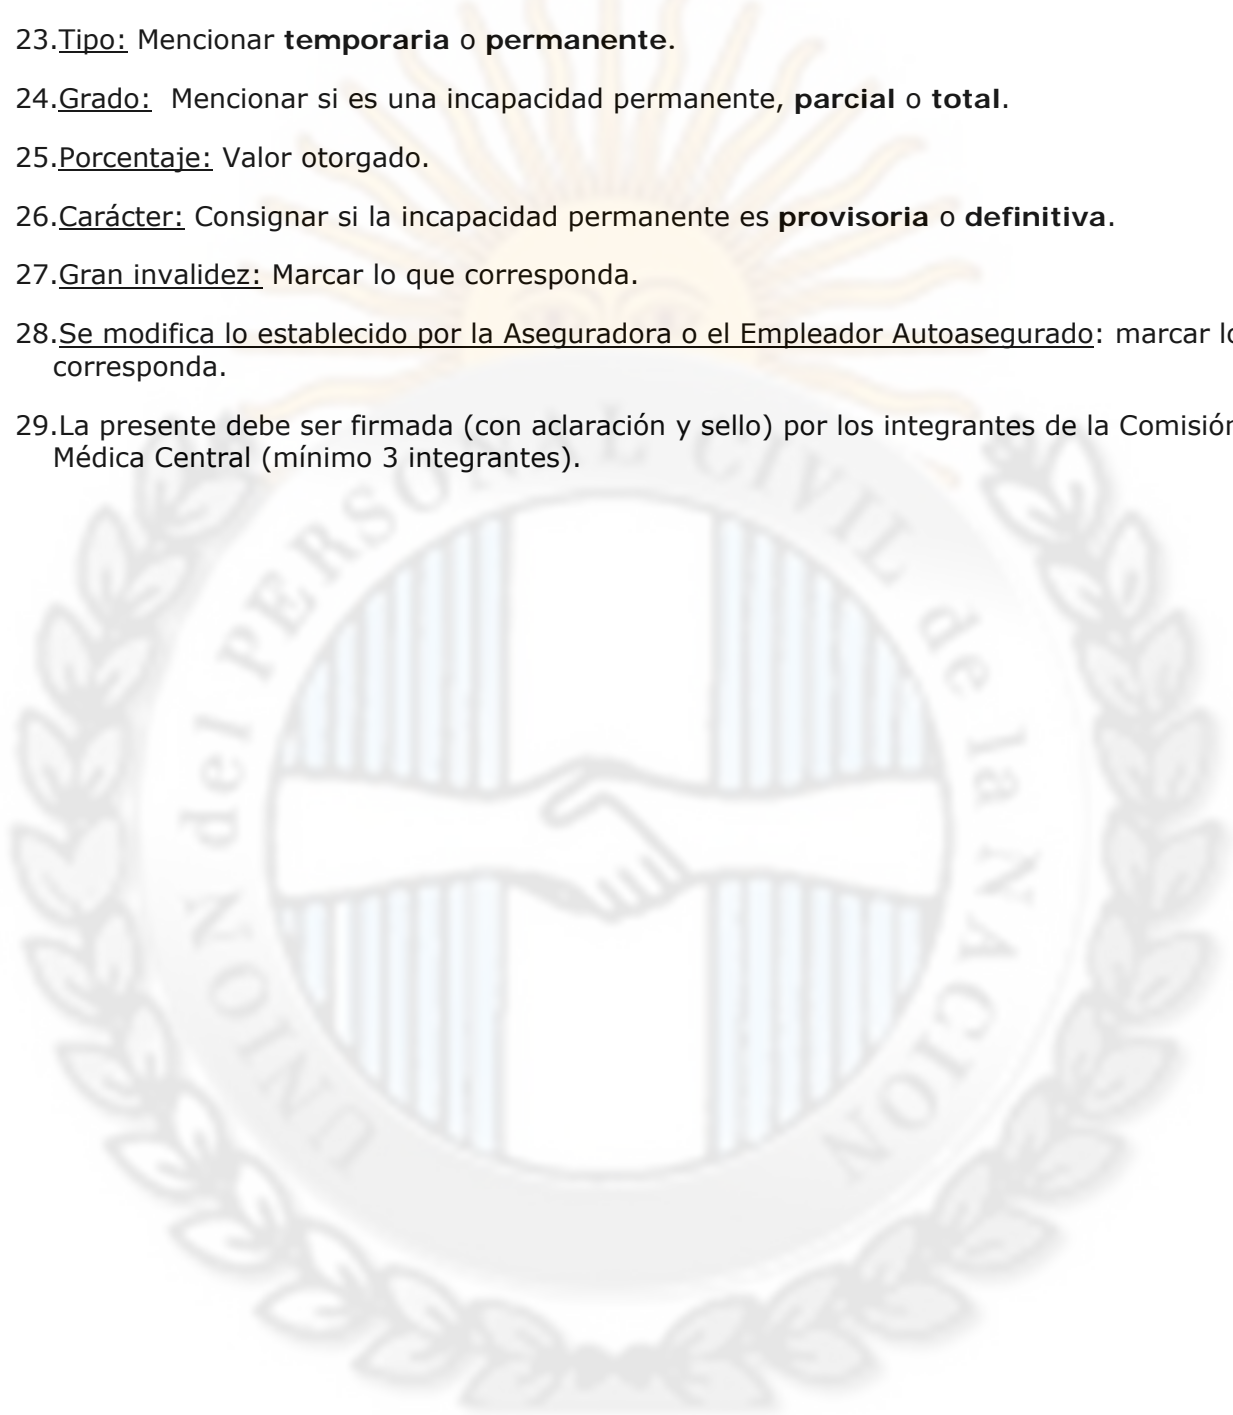 23.Tipo: Mencionar temporaria o permanente.
24.Grado: Mencionar si es una incapacidad permanente, parcial o total.
25.Porcentaje: Valor otorgado.
26.Carácter: Consignar si la incapacidad permanente es provisoria o definitiva.
27.Gran invalidez: Marcar lo que corresponda.
28.Se modifica lo establecido por la Aseguradora o el Empleador Autoasegurado: marcar lo
corresponda.
29.La presente debe ser firmada (con aclaración y sello) por los integrantes de la Comisión
Médica Central (mínimo 3 integrantes).
UNION del PERSONAL CIVIL de la NACION